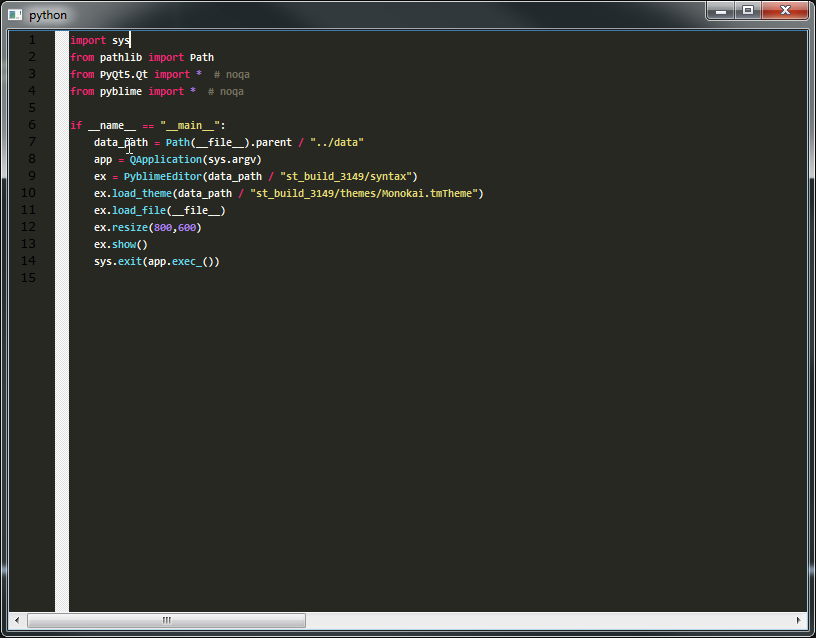 python
1 import sys
2 from pathlib import Path
3 from PyQt5.Qt import *  # noqa
4 from pyblime import *  # noqa
5
6 if __name__ == "__main__":
7     data_path = Path(__file__).parent / "../data"
8     app = QApplication(sys.argv)
9     ex = PyblimeEditor(data_path / "st_build_3149/syntax")
10     ex.load_theme(data_path / "st_build_3149/themes/Monokai.tmTheme")
11     ex.load_file(__file__)
12     ex.resize(800,600)
13     ex.show()
14     sys.exit(app.exec_())
15